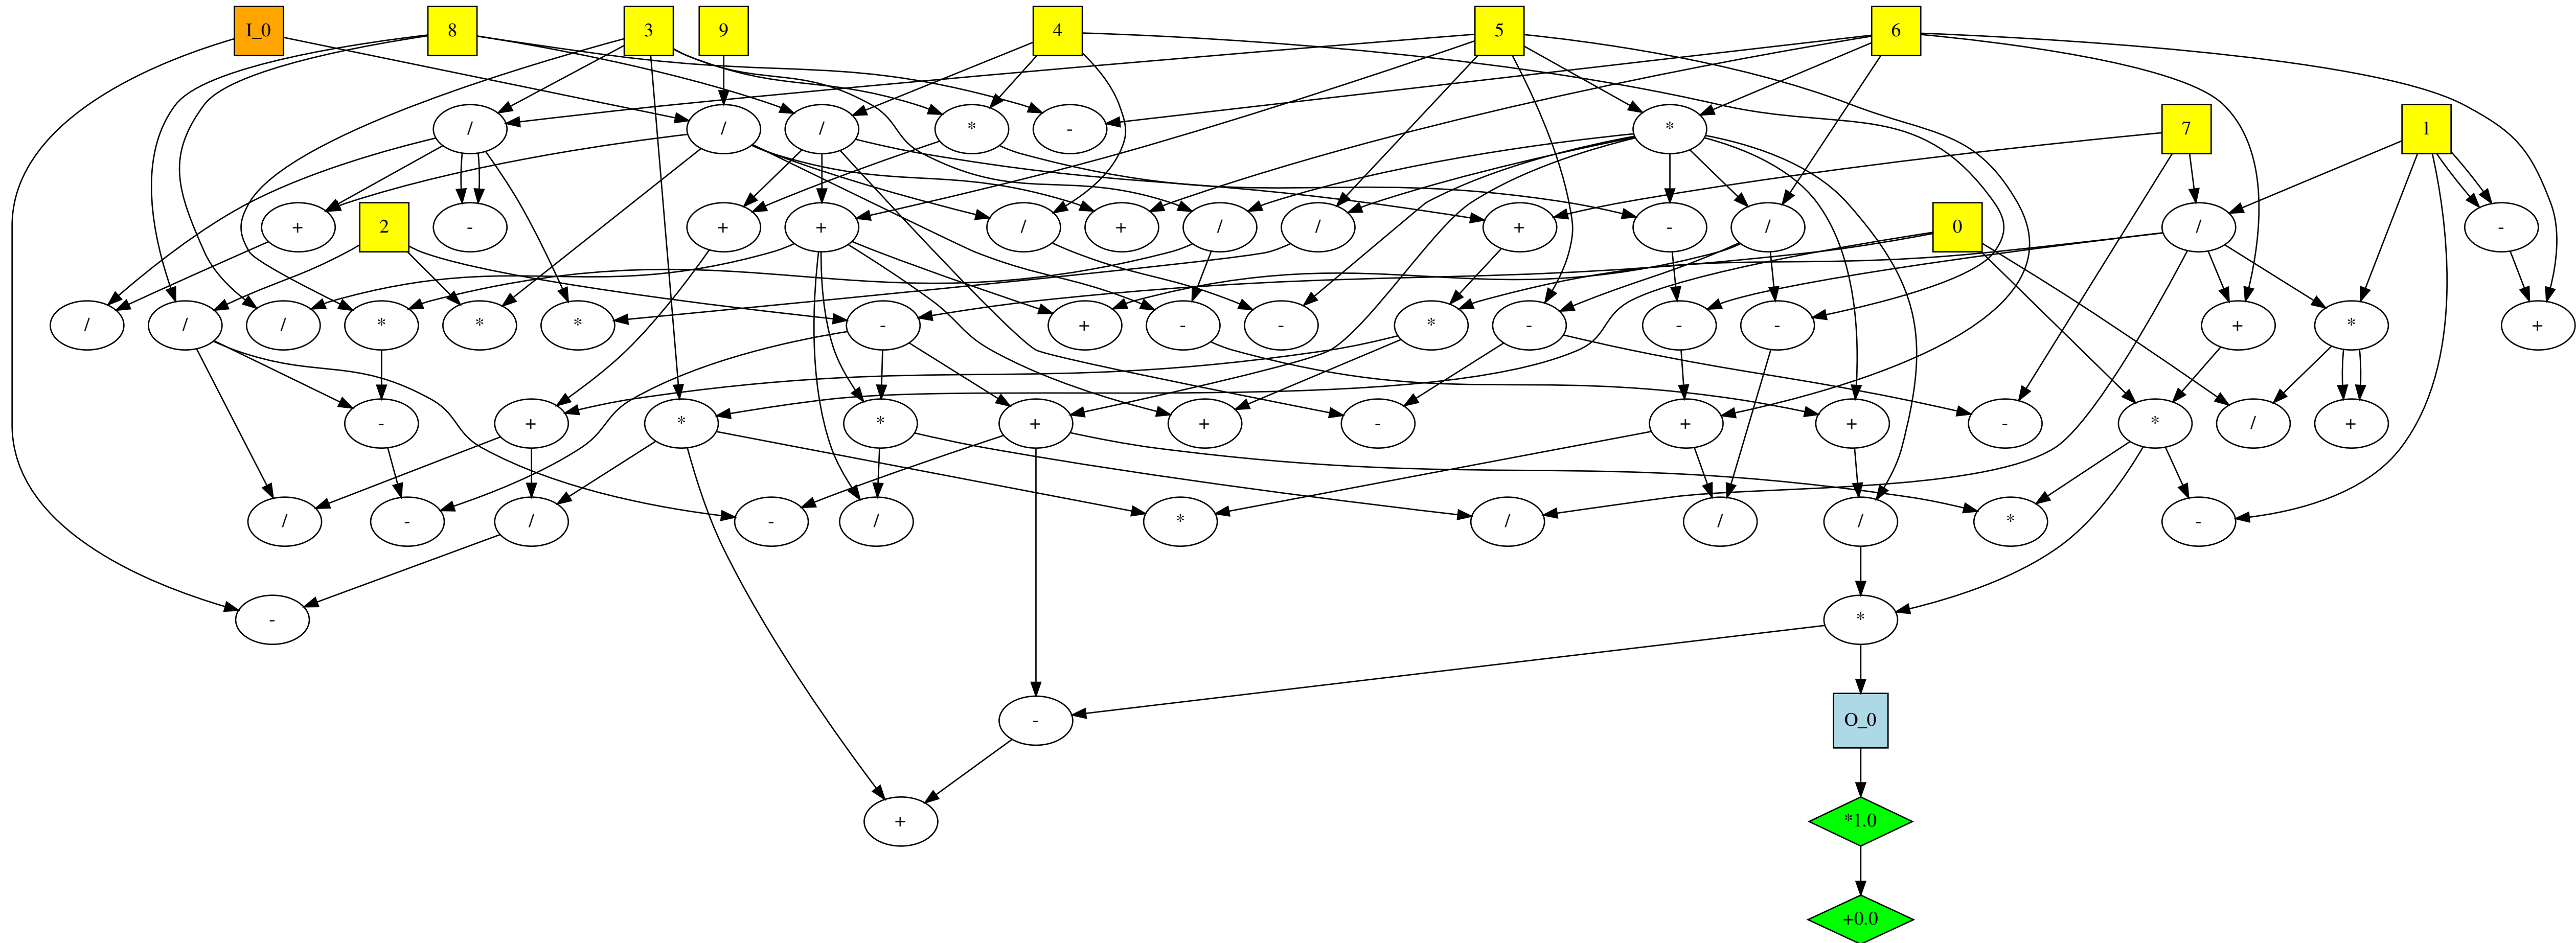 I_0 8 3 9 4 5 6
/ / / * - * 7 1
+ 2 - + + / + / / + - / 0 / -
/ / / * * * - + - - * - - - + * +
- + * * + + - + + - * / +
/ - / - / * / / / * -
- *
- O_0
+ *1.0
+0.0